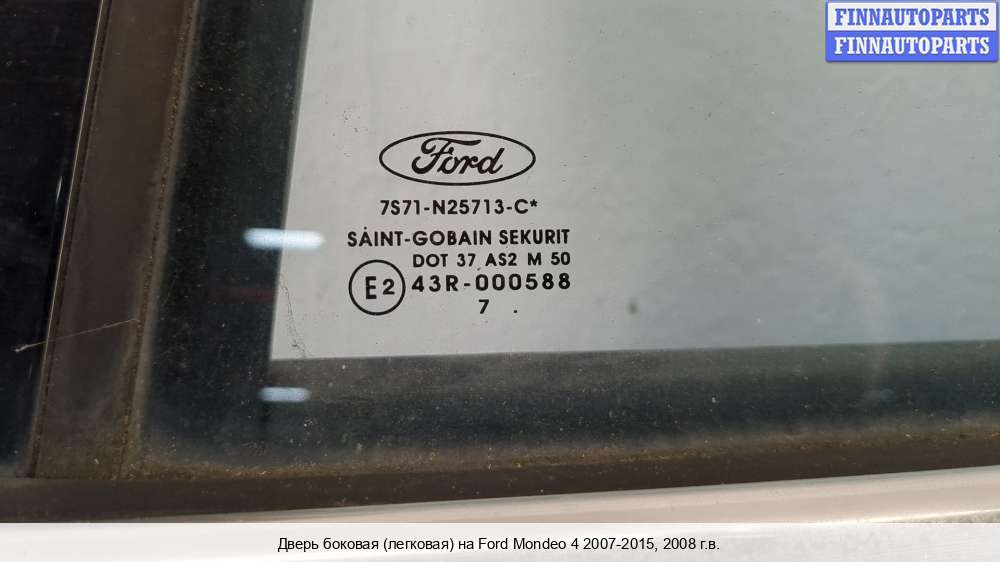 FINNAUTOPARTS
FINNAUTOPARTS
Ford
7S71-N25713-C*
SAINT-GOBAIN SEKURIT
DOT 37 AS2 M 50
E2 43R-000588
7 .
Дверь боковая (легковая) на Ford Mondeo 4 2007-2015, 2008 г.в.